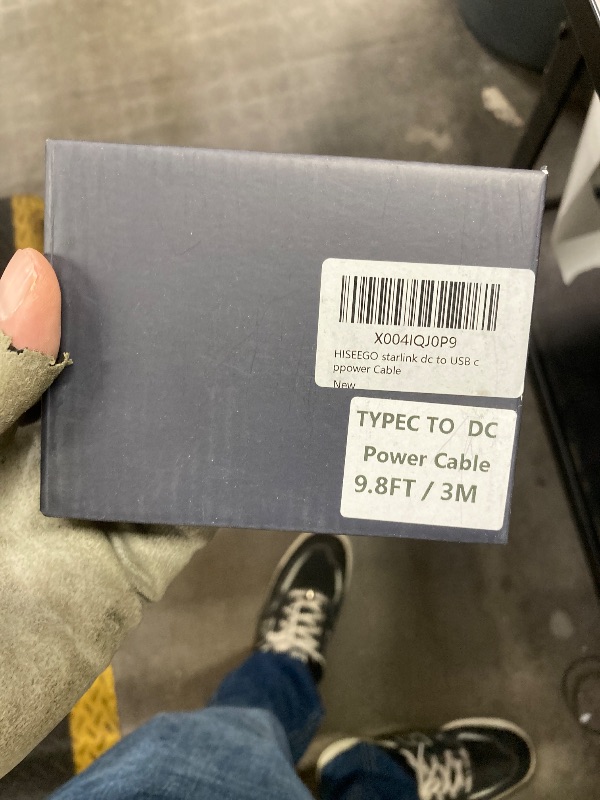 X004IQJ0P9
HISEEGO starlink dc to USB c
ppower Cable
New
TYPEC TO DC
Power Cable
9.8FT / 3M